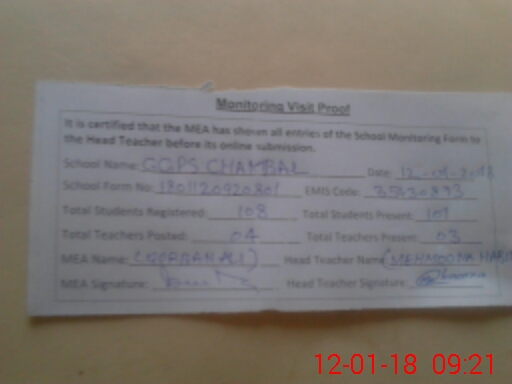 Monitoring Visit Proof
It is certified that the MEA has shown all entries of the School Monitoring Form to
the Head Teacher before its online submission.
School Name: GGPS CHAMBAL Date: 12-01-2018
School Form No: EMIS Code:
Total Students Registered: 108 Total Students Present: 101
Total Teachers Posted: 04 Total Teachers Present: 03
MEA Name: Head Teacher Name (MEHMOONA
MEA Signature: Head Teacher Signature:
12-01-18 09:21